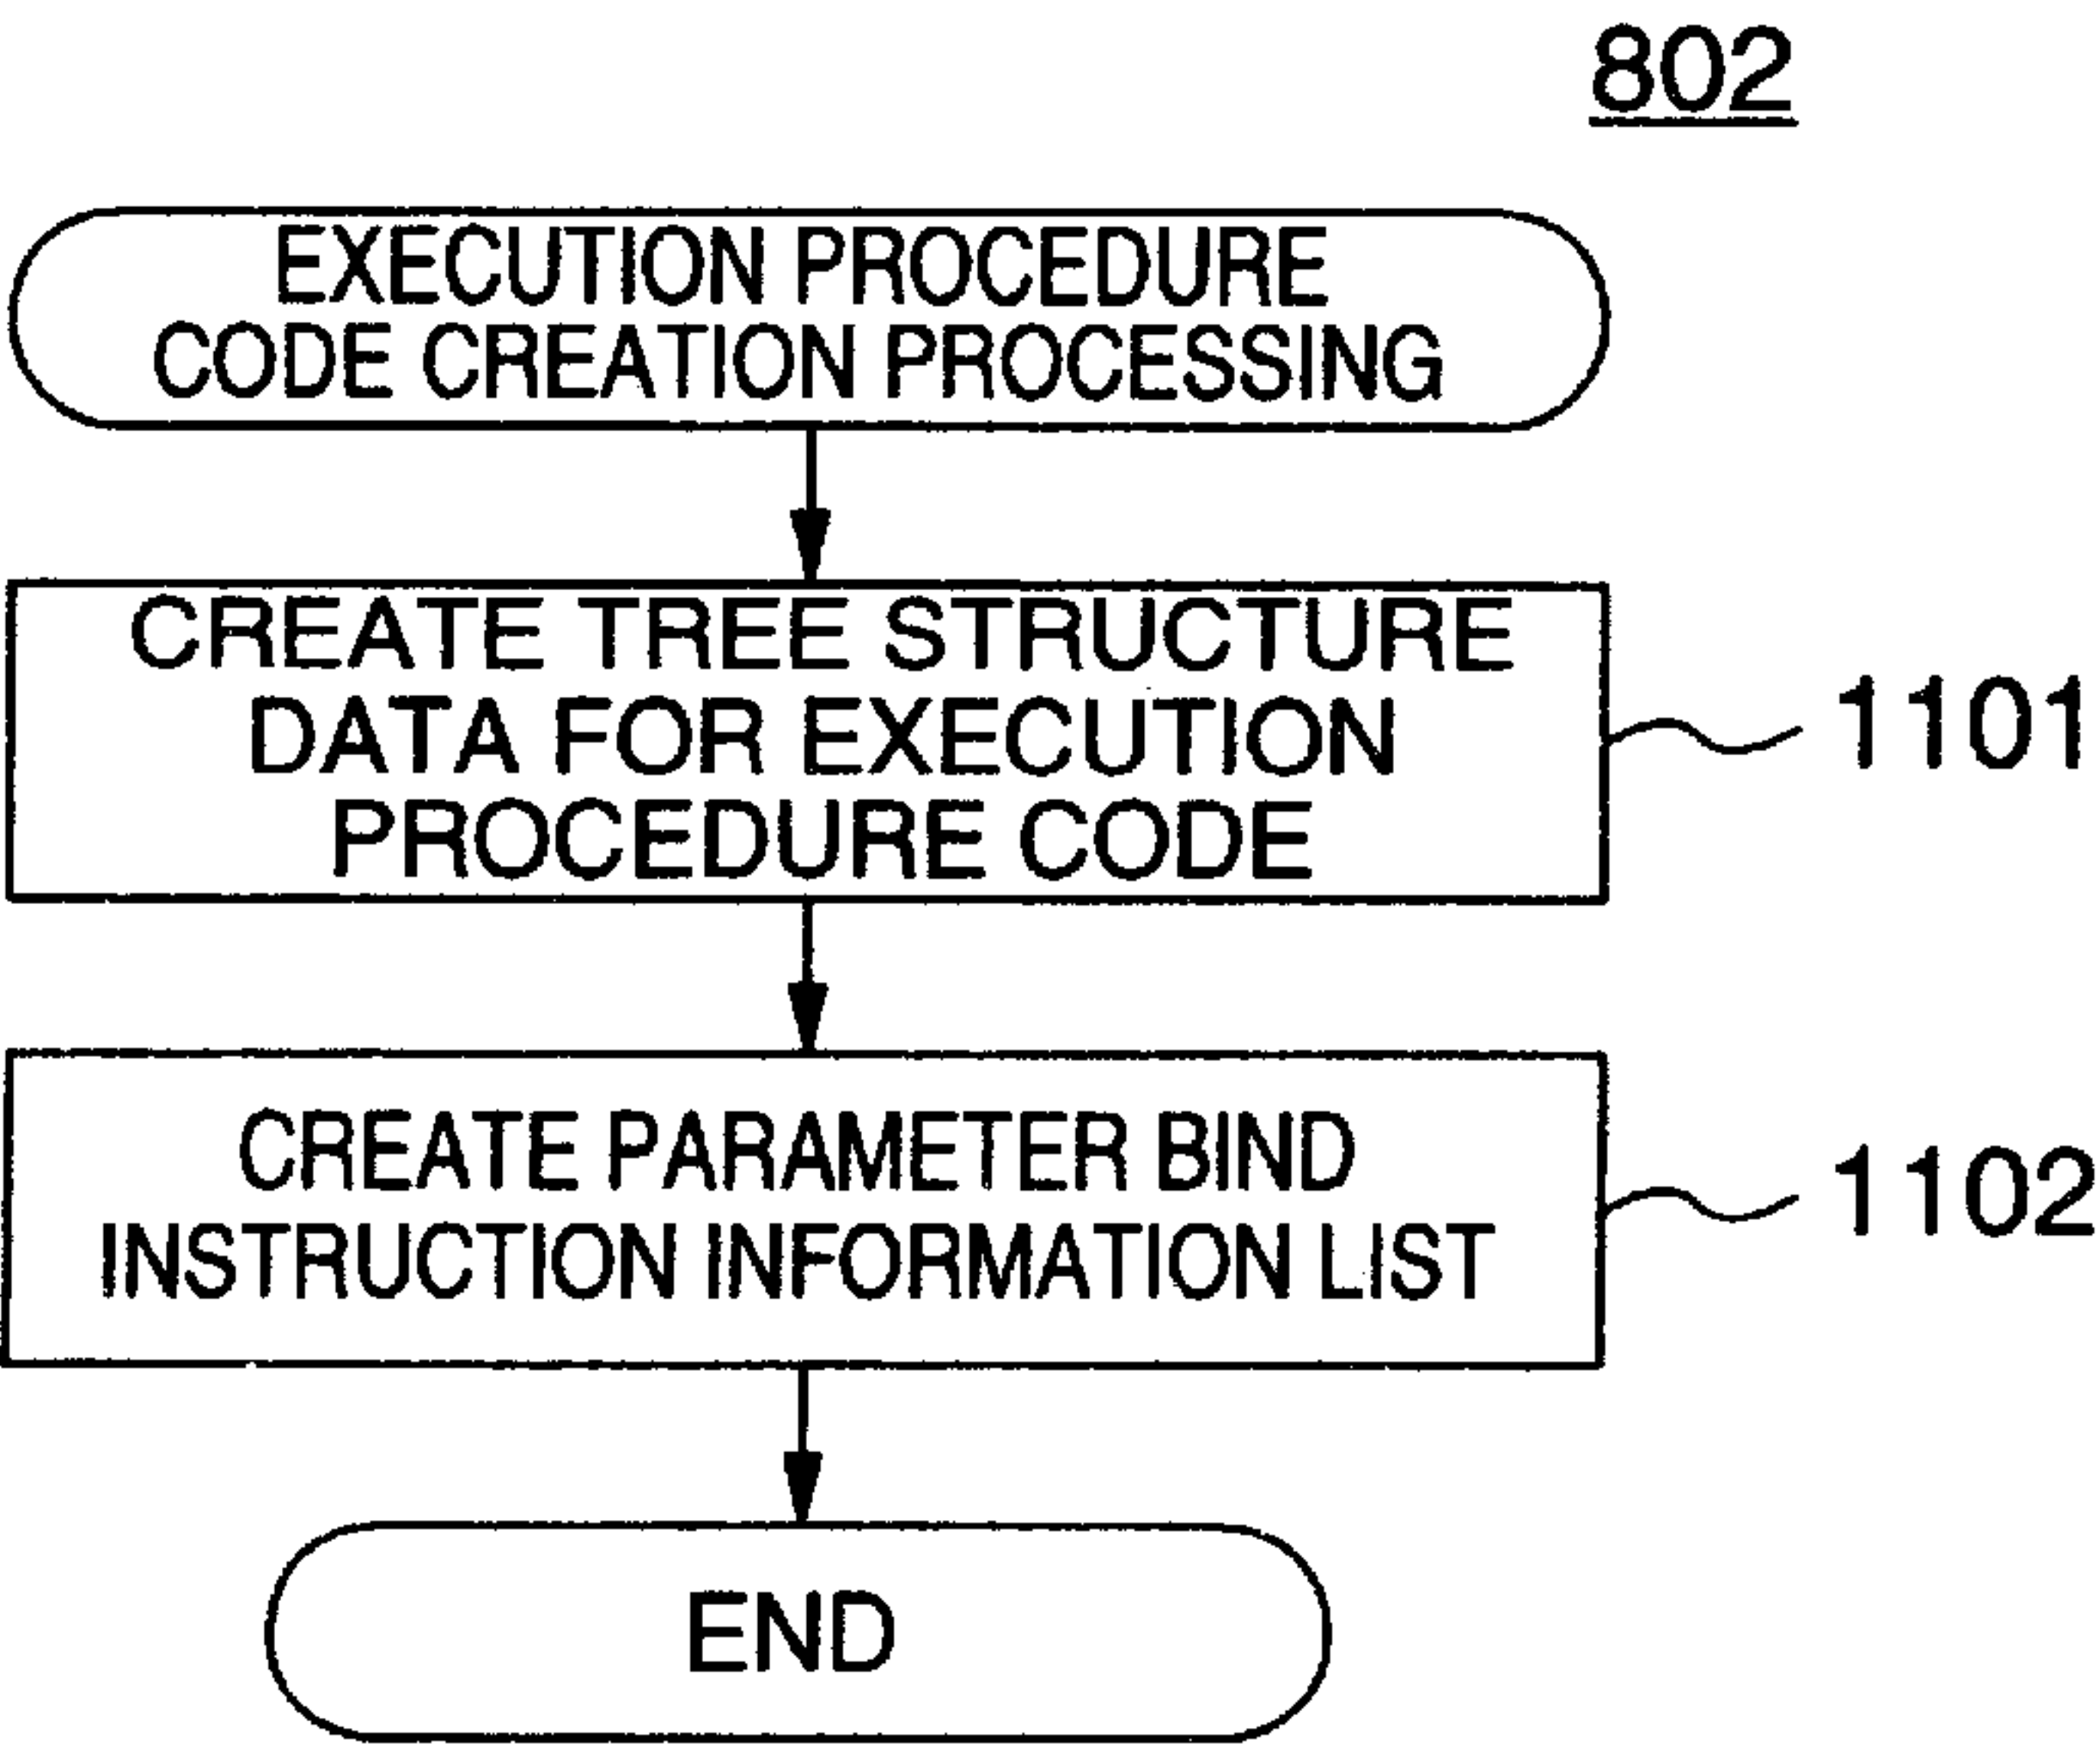 802
EXECUTION PROCEDURE
CODE CREATION PROCESSING
CREATE TREE STRUCTURE
DATA FOR EXECUTION
PROCEDURE CODE
1101
CREATE PARAMETER BIND
INSTRUCTION INFORMATION LIST
1102
END